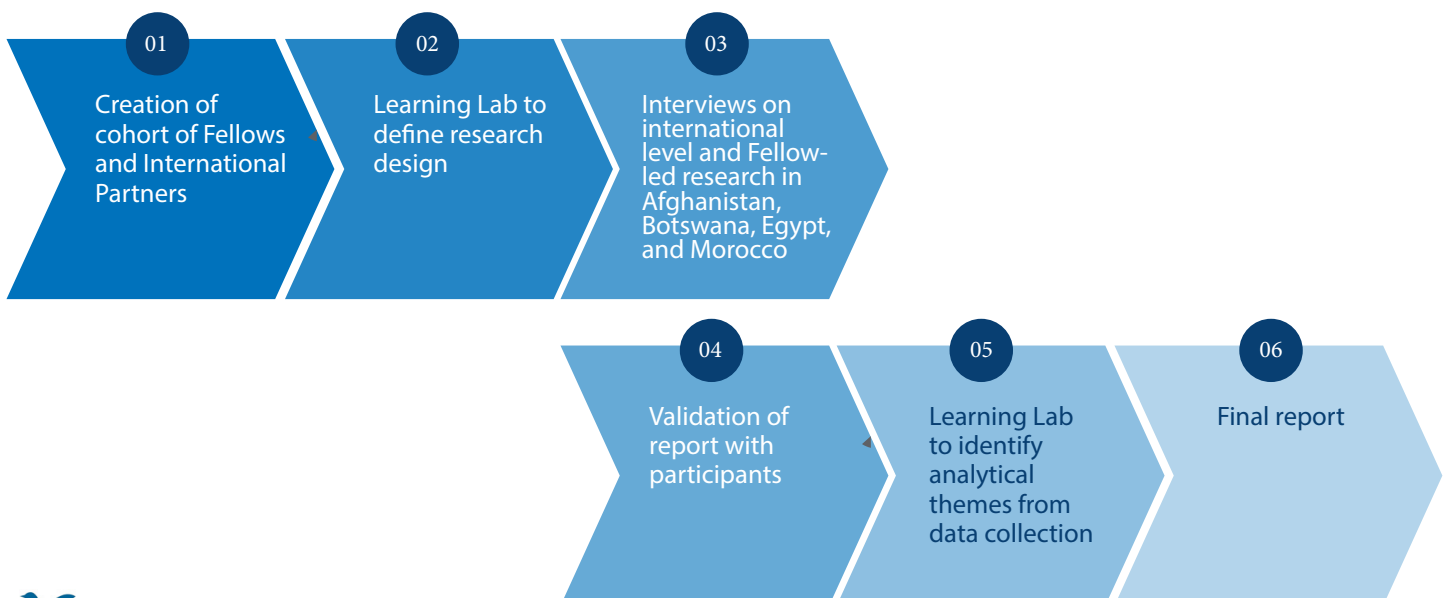 01
Creation of
cohort of Fellows
and International
Partners
02
Learning Lab to
define research
design
03
Interviews on
international
level and Fellow-
led research in
Afghanistan,
Botswana, Egypt,
and Morocco
04
Validation of
report with
participants
05
Learning Lab
to identify
analytical
themes from
data collection
06
Final report